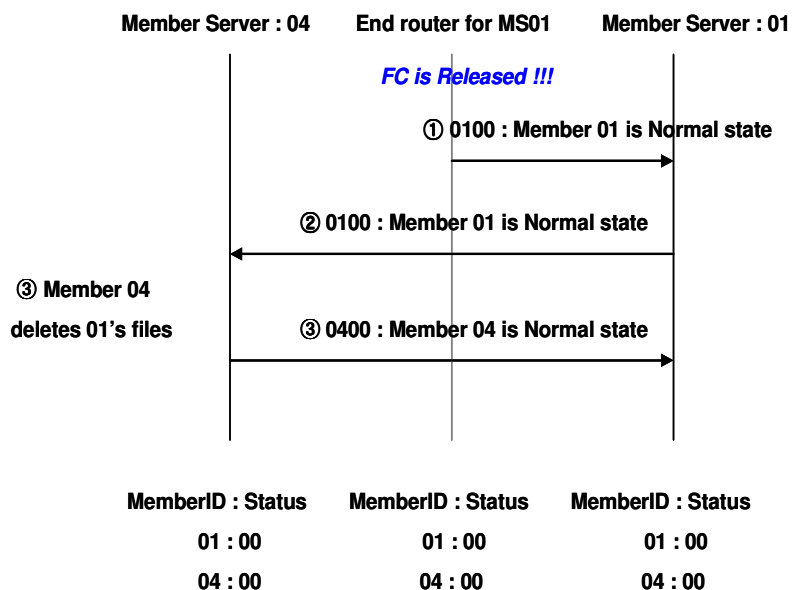 Member Server : 04 End router for MS01 Member Server : 01
FC is Released !!!
① 0100 : Member 01 is Normal state
② 0100 : Member 01 is Normal state
③ Member 04
deletes 01's files
③ 0400 : Member 04 is Normal state
MemberID : Status MemberID : Status MemberID : Status
01 : 00 01 : 00 01 : 00
04 : 00 04 : 00 04 : 00